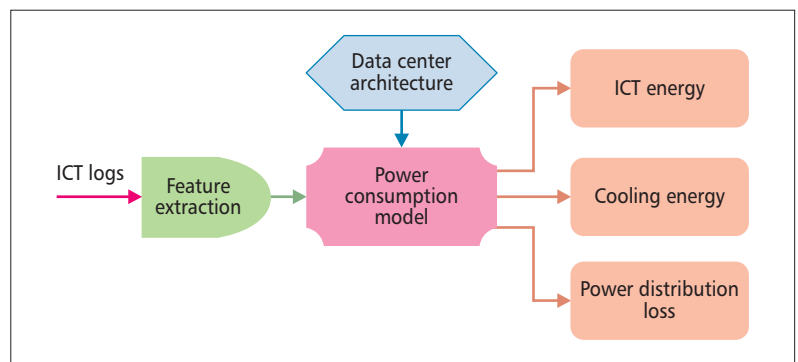 ICT logs
Feature
extraction
Data center
architecture
Power
consumption
model
ICT energy
Cooling energy
Power distribution
loss